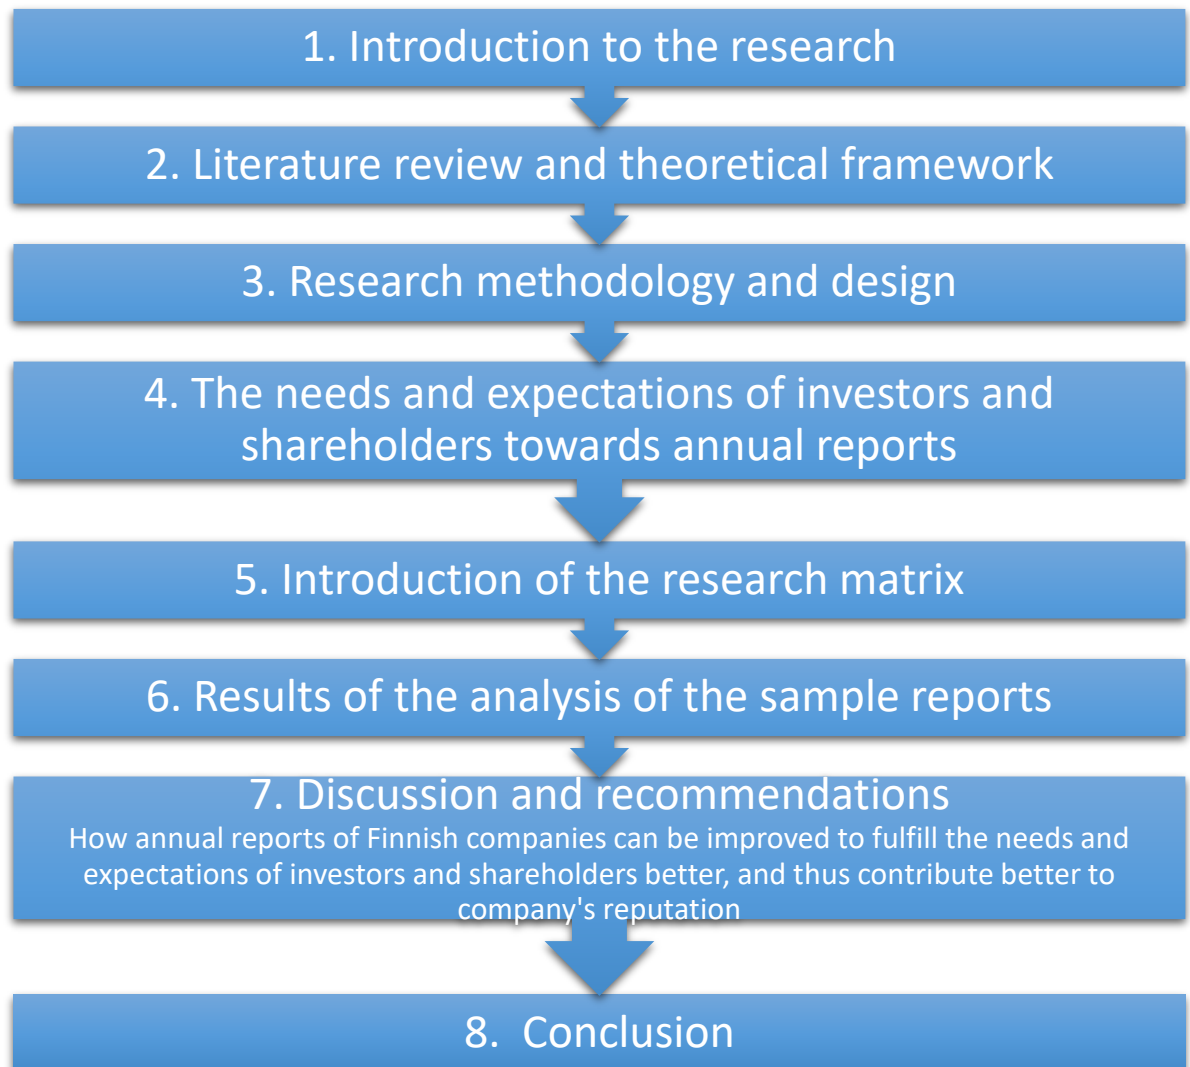 1. Introduction to the research
2. Literature review and theoretical framework
3. Research methodology and design
4. The needs and expectations of investors and
shareholders towards annual reports
5. Introduction of the research matrix
6. Results of the analysis of the sample reports
7. Discussion and recommendations
How annual reports of Finnish companies can be improved to fulfill the needs and
expectations of investors and shareholders better, and thus contribute better to
company's reputation
8. Conclusion